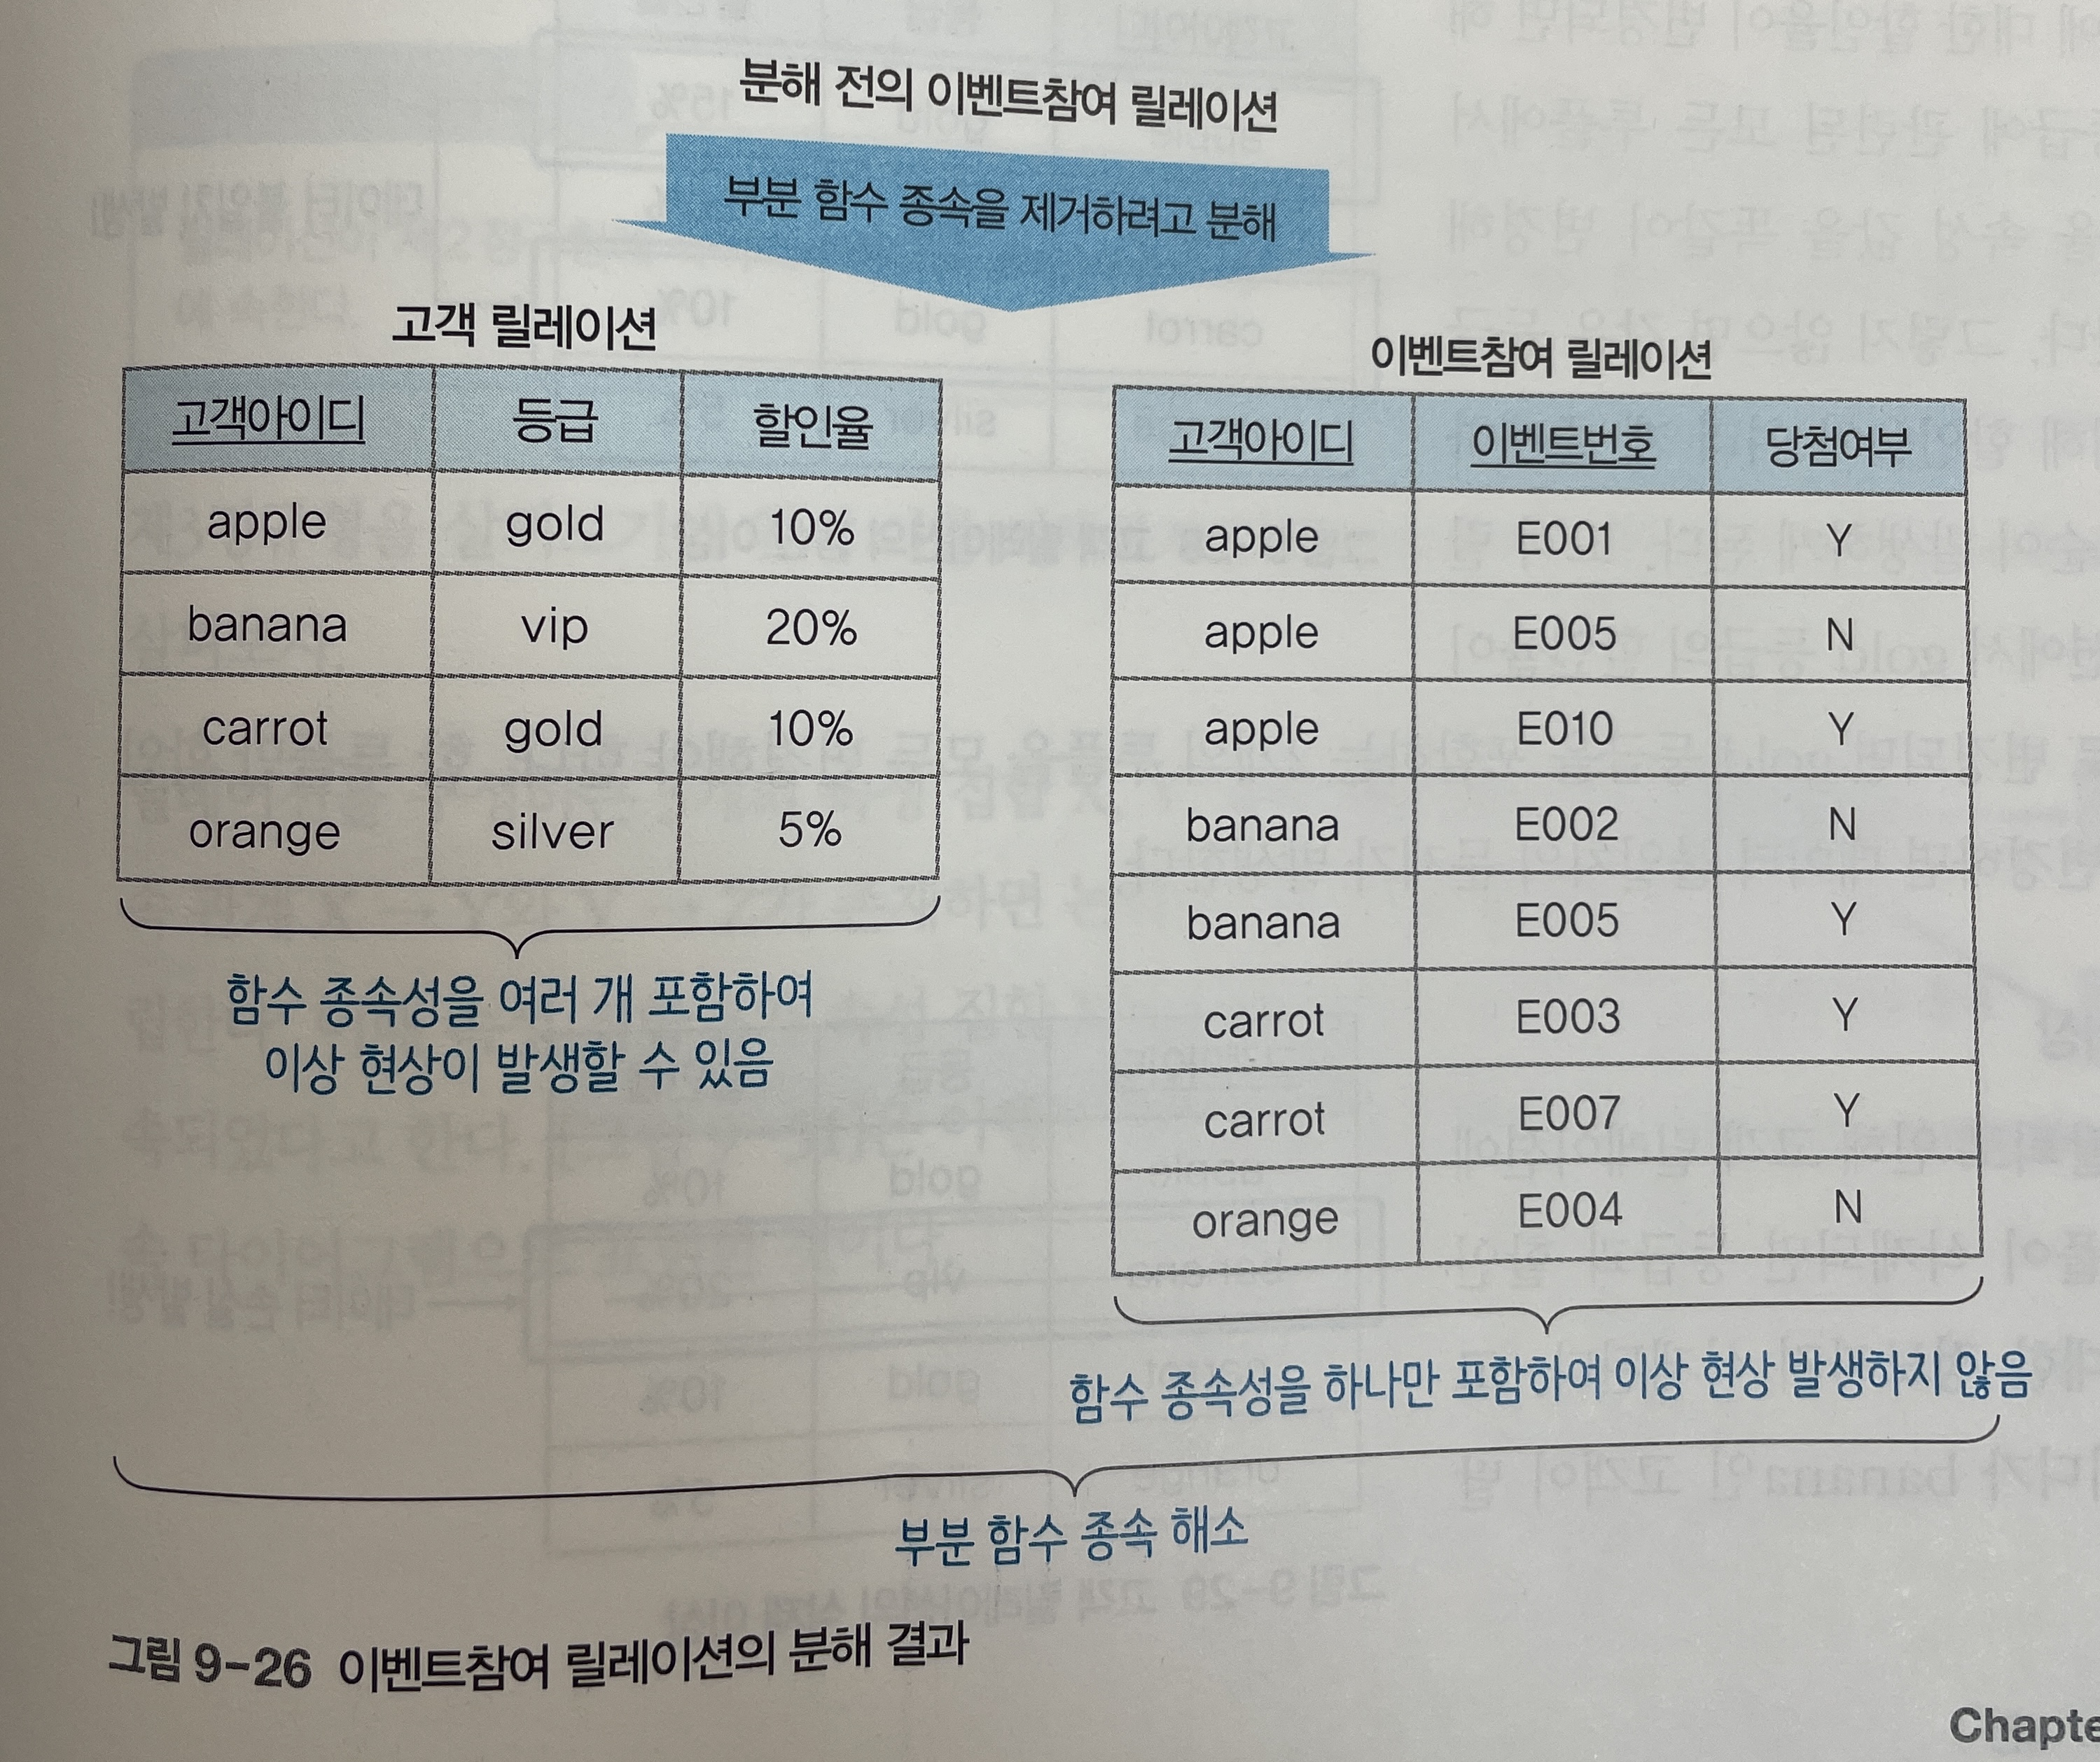 분해 전의 이벤트참여 릴레이션
부분 함수 종속을 제거하려고 분해
고객 릴레이션
고객아이디 등급 할인율
apple gold 10%
banana vip 20%
carrot gold 10%
orange silver 5%
함수 종속성을 여러 개 포함하여
이상 현상이 발생할 수 있음
이벤트참여 릴레이션
고객아이디 이벤트번호 당첨여부
apple E001 Y
apple E005 N
apple E010 Y
banana E002 N
banana E005 Y
carrot E003 Y
carrot E007 Y
orange E004 N
함수 종속성을 하나만 포함하여 이상 현상 발생하지 않음
부분 함수 종속 해소
그림 9-26 이벤트참여 릴레이션의 분해 결과
Chapte